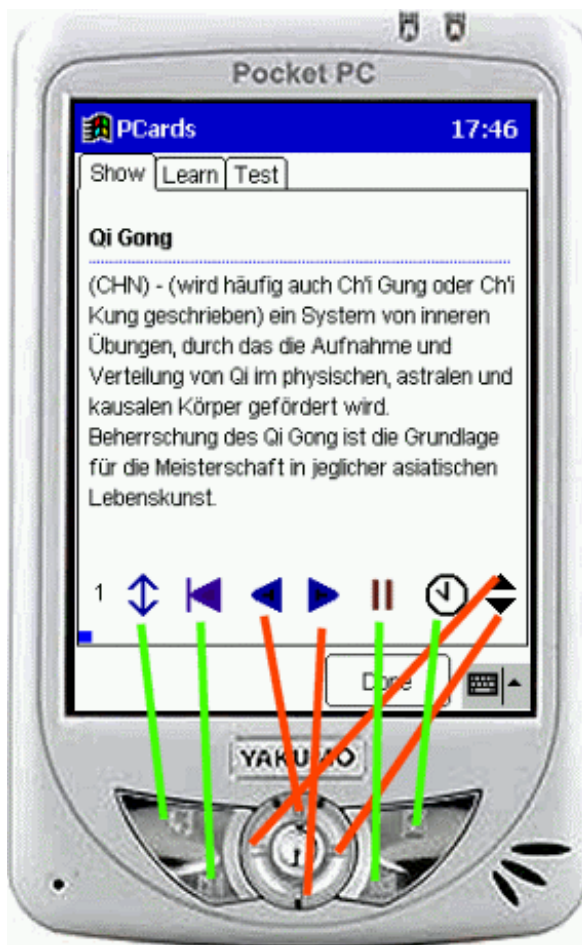 Pocket PC
PCards 17:46
Show Learn Test
Qi Gong
(CHN) - (wird häufig auch Ch'i Gung oder Ch'i
Kung geschrieben) ein System von inneren
Übungen, durch das die Aufnahme und
Verteilung von Qi im physischen, astralen und
kausalen Körper gefördert wird.
Beherrschung des Qi Gong ist die Grundlage
für die Meisterschaft in jeglicher asiatischen
Lebenskunst.
1
Done
YAKUMO